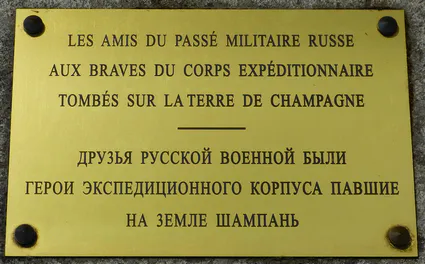 LES AMIS DU PASSÉ MILITAIRE RUSSE
AUX BRAVES DU CORPS EXPÉDITIONNAIRE
TOMBÉS SUR LA TERRE DE CHAMPAGNE
ДРУЗЬЯ РУССКОЙ ВОЕННОЙ БЫЛИ
ГЕРОИ ЭКСПЕДИЦИОННОГО КОРПУСА ПАВШИЕ
НА ЗЕМЛЕ ШАМПАНЬ